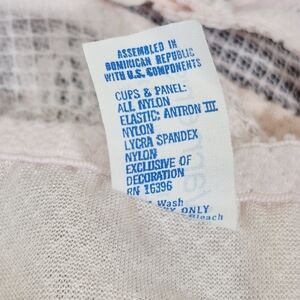 ASSEMBLED IN
DOMINICAN REPUBLIC
WITH U.S. COMPONENTS
CUPS & PANEL:
ALL NYLON
ELASTIC: ANTRON III
NYLON
LYCRA SPANDEX
NYLON
EXCLUSIVE OF
DECORATION
RN 16396
Wash
ONLY
Bleach